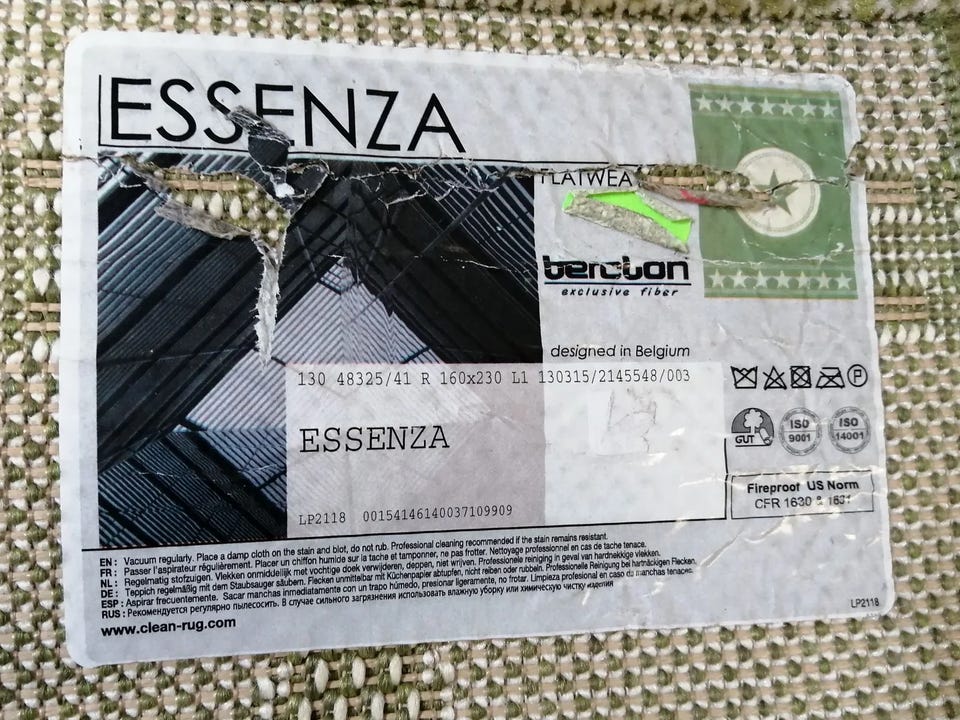 ESSENZA
FLATWEA
berclon
exclusive fiber
designed in Belgium
130 48325/41 R 160x230 L1 130315/2145548/003
ESSENZA
LP2118 00154146140037109909
P
GUT
ISO
9001
ISO
14001
Fireproof US Norm
CFR 1630 & 1631
EN : Vacuum regularly. Place a damp cloth on the stain and blot, do not rub. Professional cleaning recommended if the stain remains resistant.
FR : Passer l'aspirateur régulièrement. Placer un chiffon humide sur la tache et tamponner, ne pas frotter. Nettoyage professionnel en cas de tache tenace.
NL : Regelmatig stofzuigen. Vlekken onmiddellijk met vochtige doek verwijderen, deppen, niet wrijven. Professionele reiniging in geval van hardnekkige vlekken.
DE : Teppich regelmäßig mit dem Staubsauger säubern. Flecken unmittelbar mit Küchenpapier abtupfen, nicht reiben oder rubbeln. Professionelle Reinigung bei hartnäckigen Flecken.
ESP : Aspirar frecuentemente. Sacar manchas inmediatamente con un trapo húmedo, presionar ligeramente, no frotar. Limpieza profesional en caso de manchas tenaces.
RUS : Рекомендуется регулярно пылесосить. В случае сильного загрязнения использовать влажную уборку или химическую чистку изделия
www.clean-rug.com
LP2118